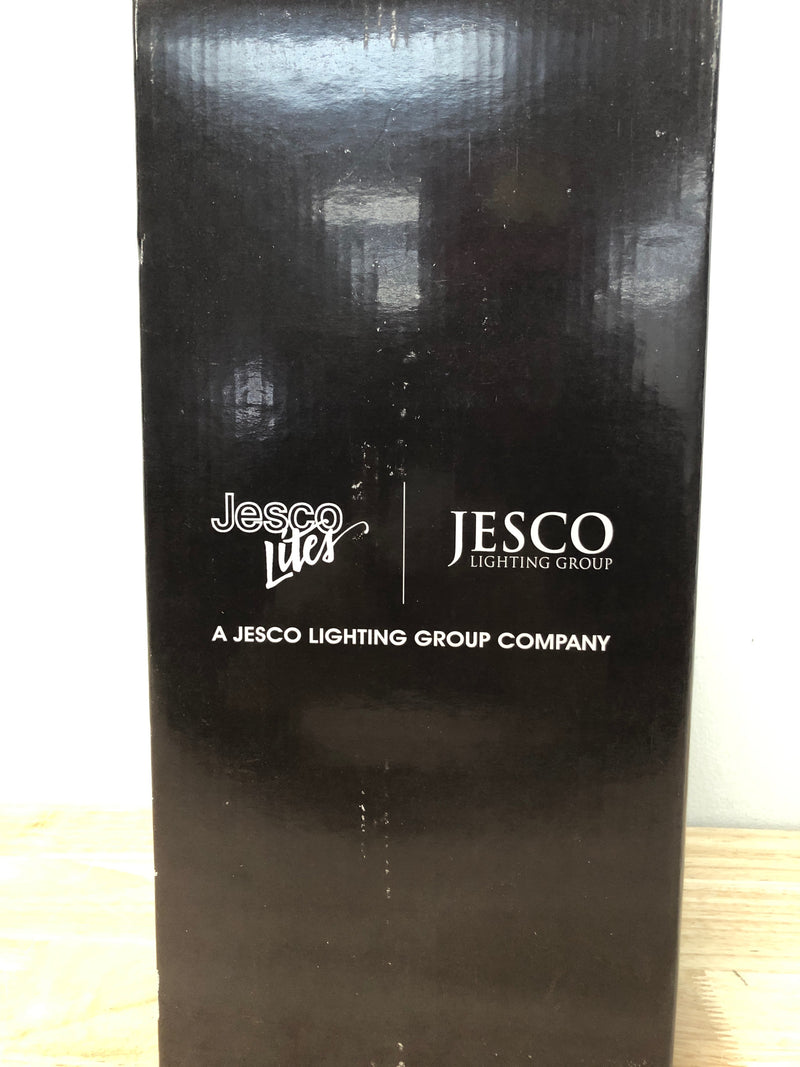 Jesco
Lites
JESCO
LIGHTING GROUP
A JESCO LIGHTING GROUP COMPANY